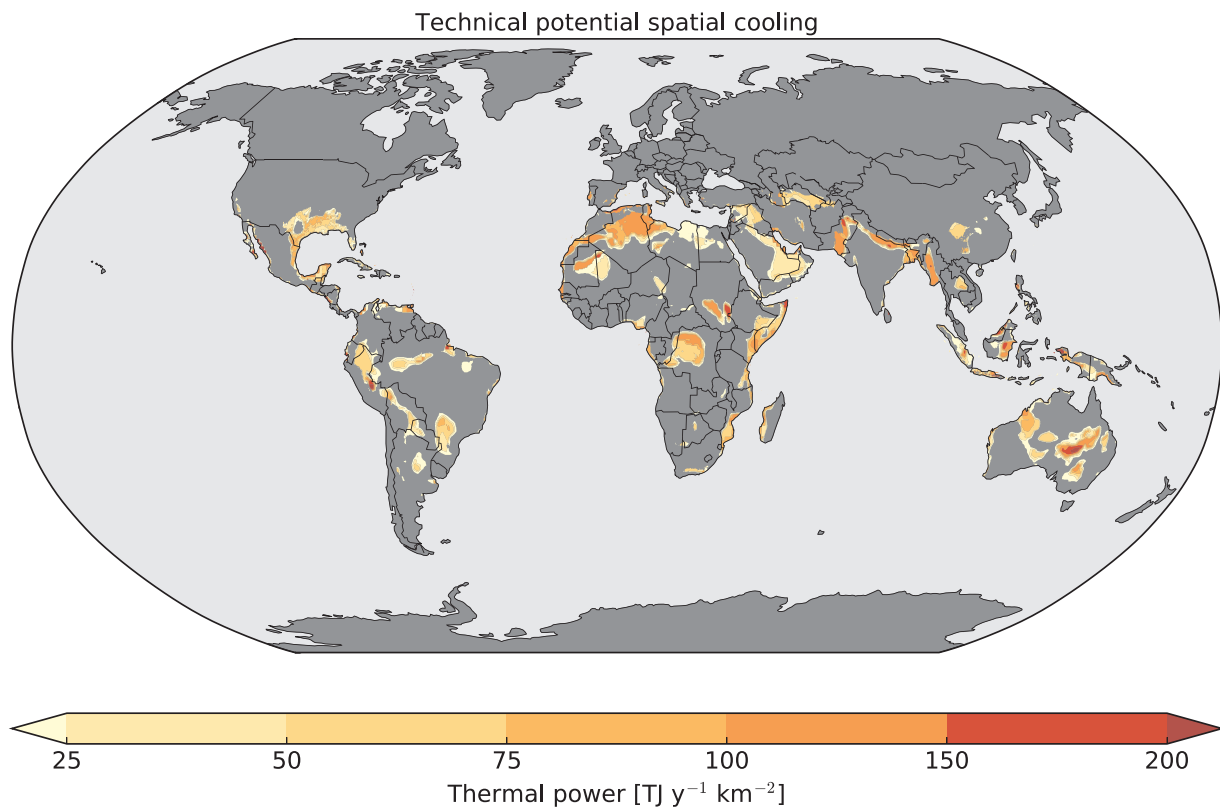 Technical potential spatial cooling
25 50 75 100 150 200
Thermal power [TJ y⁻¹ km⁻²]